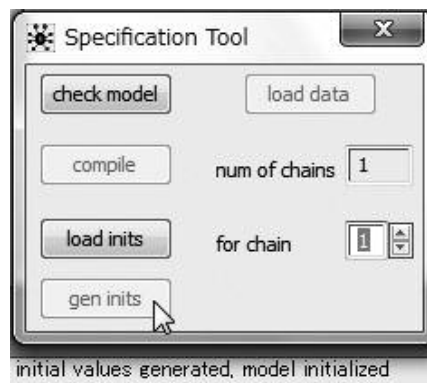 Specification Tool
check model load data
compile num of chains 1
load inits for chain 1
gen inits
initial values generated, model initialized